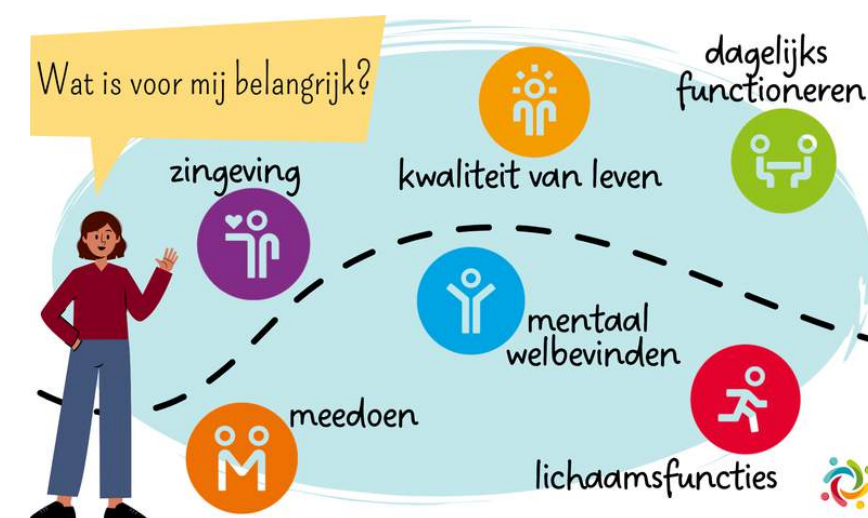 Wat is voor mij belangrijk?
dagelijks
functioneren
zingeving
kwaliteit van leven
mentaal
welbevinden
meedoen
lichaamsfuncties